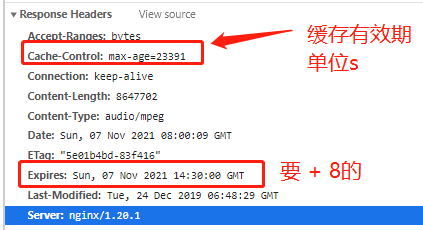 Response Headers
View source
Accept-Ranges: bytes
Cache-Control: max-age=23391
Connection: keep-alive
Content-Length: 8647702
Content-Type: audio/mpeg
Date: Sun, 07 Nov 2021 08:00:09 GMT
ETag: "5e01b4bd-83f416"
Expires: Sun, 07 Nov 2021 14:30:00 GMT
Last-Modified: Tue, 24 Dec 2019 06:48:29 GMT
Server: nginx/1.20.1
缓存有效期
单位s
要 + 8的